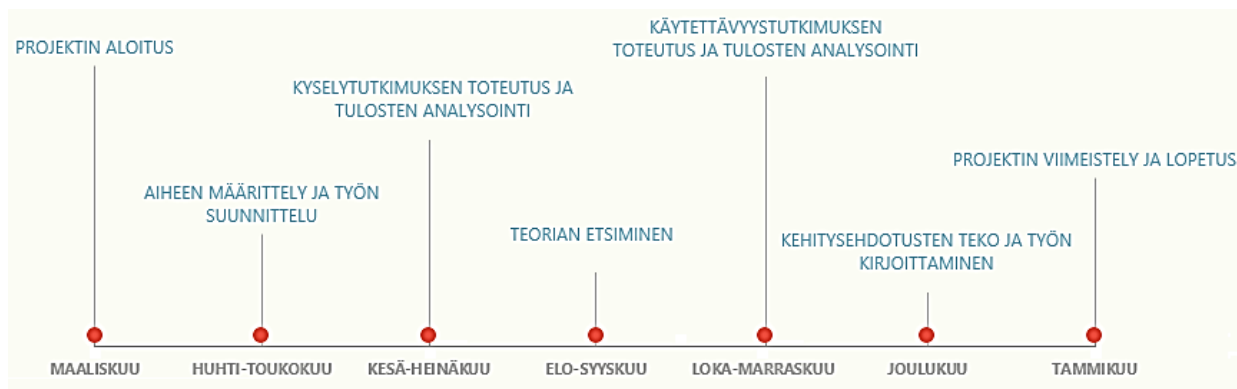 PROJEKTIN ALOITUS
AIHEEN MÄÄRITTELY JA TYÖN
SUUNNITTELU
KYSELYTUTKIMUKSEN TOTEUTUS JA
TULOSTEN ANALYSOINTI
TEORIAN ETSIMINEN
KÄYTETTÄVYYSTUTKIMUKSEN
TOTEUTUS JA TULOSTEN ANALYSOINTI
KEHITYSEHDOTUSTEN TEKO JA TYÖN
KIRJOITTAMINEN
PROJEKTIN VIIMEISTELY JA LOPETUS
MAALISKUU
HUHTI-TOUKOKUU
KESÄ-HEINÄKUU
ELO-SYYSKUU
LOKA-MARRASKUU
JOULUKUU
TAMMIKUU